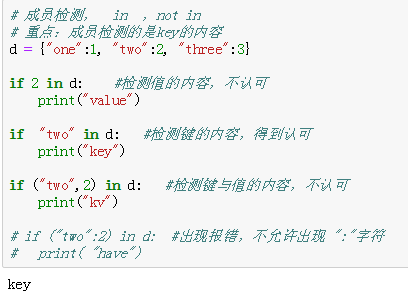 # 成员检测， in ，not in
# 重点：成员检测的是key的内容
d = {"one":1, "two":2, "three":3}
if 2 in d: #检测值的内容，不认可
print("value")
if "two" in d: #检测键的内容，得到认可
print("key")
if ("two",2) in d: #检测键与值的内容，不认可
print("kv")
# if ("two":2) in d: #出现报错，不允许出现 ":"字符
# print( "have")
key